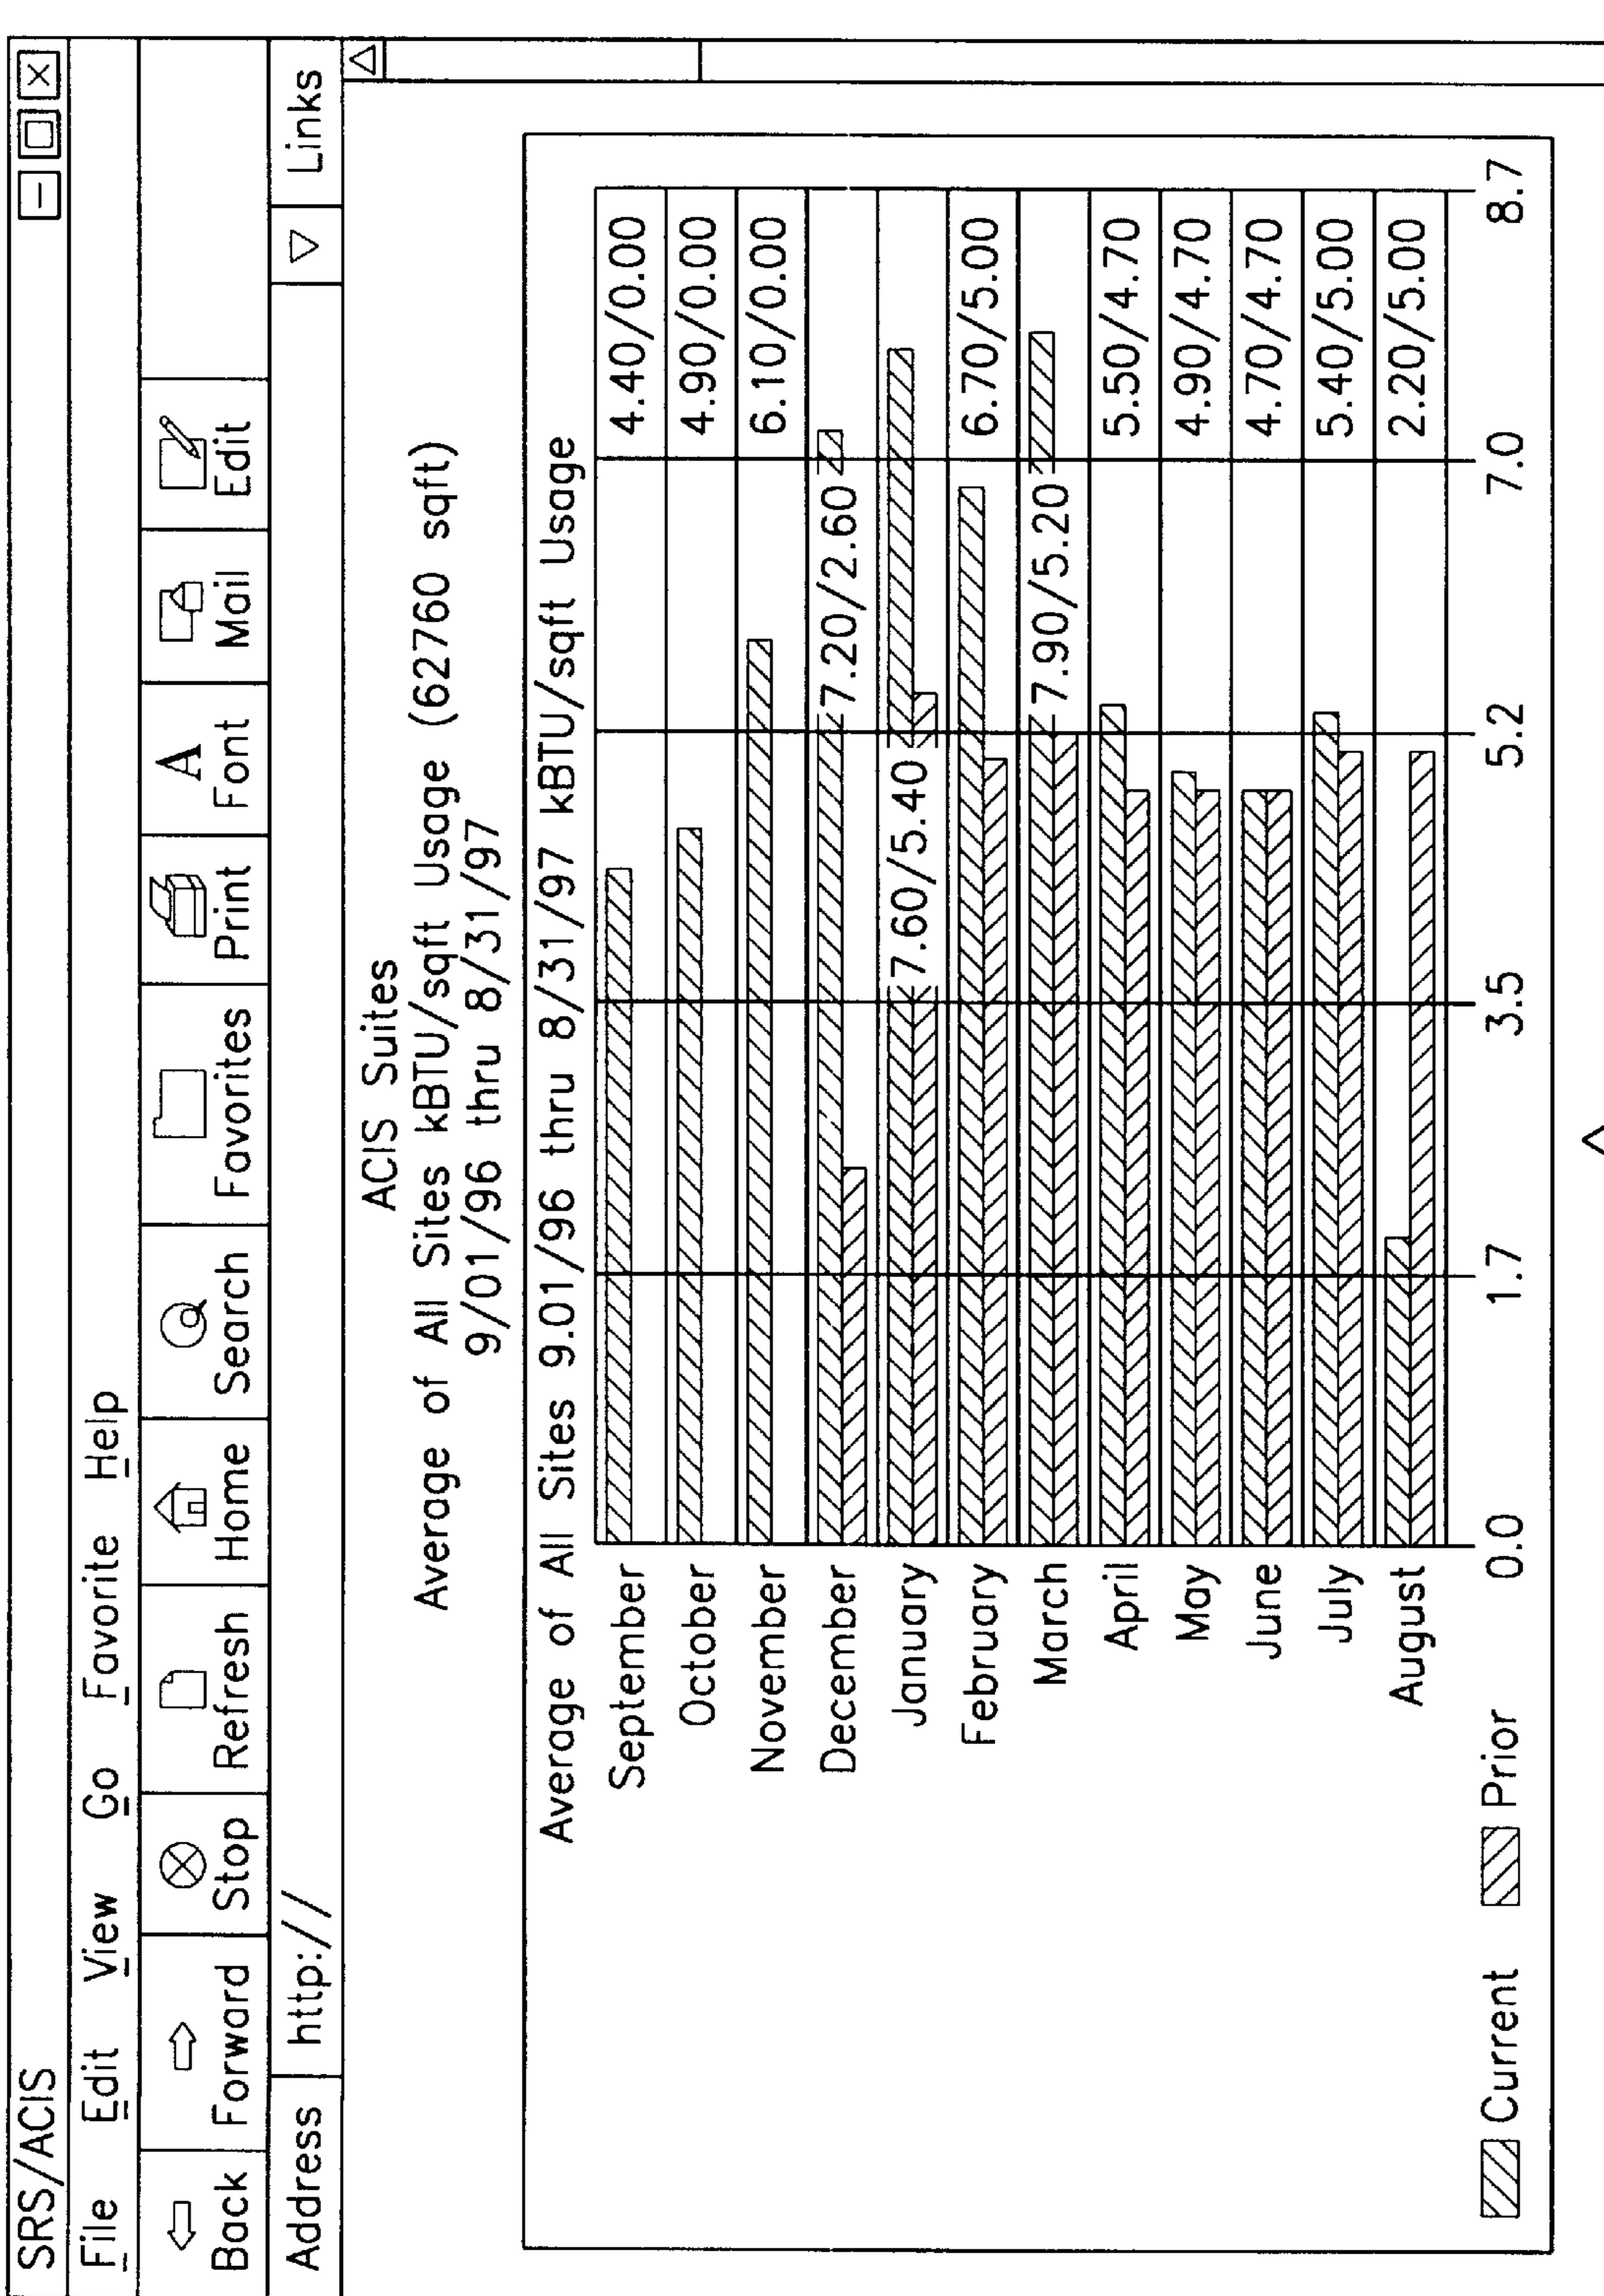 SRS/ACIS
File Edit View Go Favorite Help
Back Forward Stop Refresh Home Search Favorites Print Font Mail Edit
Address http:// Links
ACIS Suites
Average of All Sites kBTU/sqft Usage (62760 sqft)
9/01/96 thru 8/31/97
Average of All Sites 9.01/96 thru 8/31/97 kBTU/sqft Usage
September 4.40/0.00
October 4.90/0.00
November 6.10/0.00
December 7.20/2.60
January 7.60/5.40
February 6.70/5.00
March 7.90/5.20
April 5.50/4.70
May 4.90/4.70
June 4.70/4.70
July 5.40/5.00
August 2.20/5.00
0.0 1.7 3.5 5.2 7.0 8.7
Current Prior